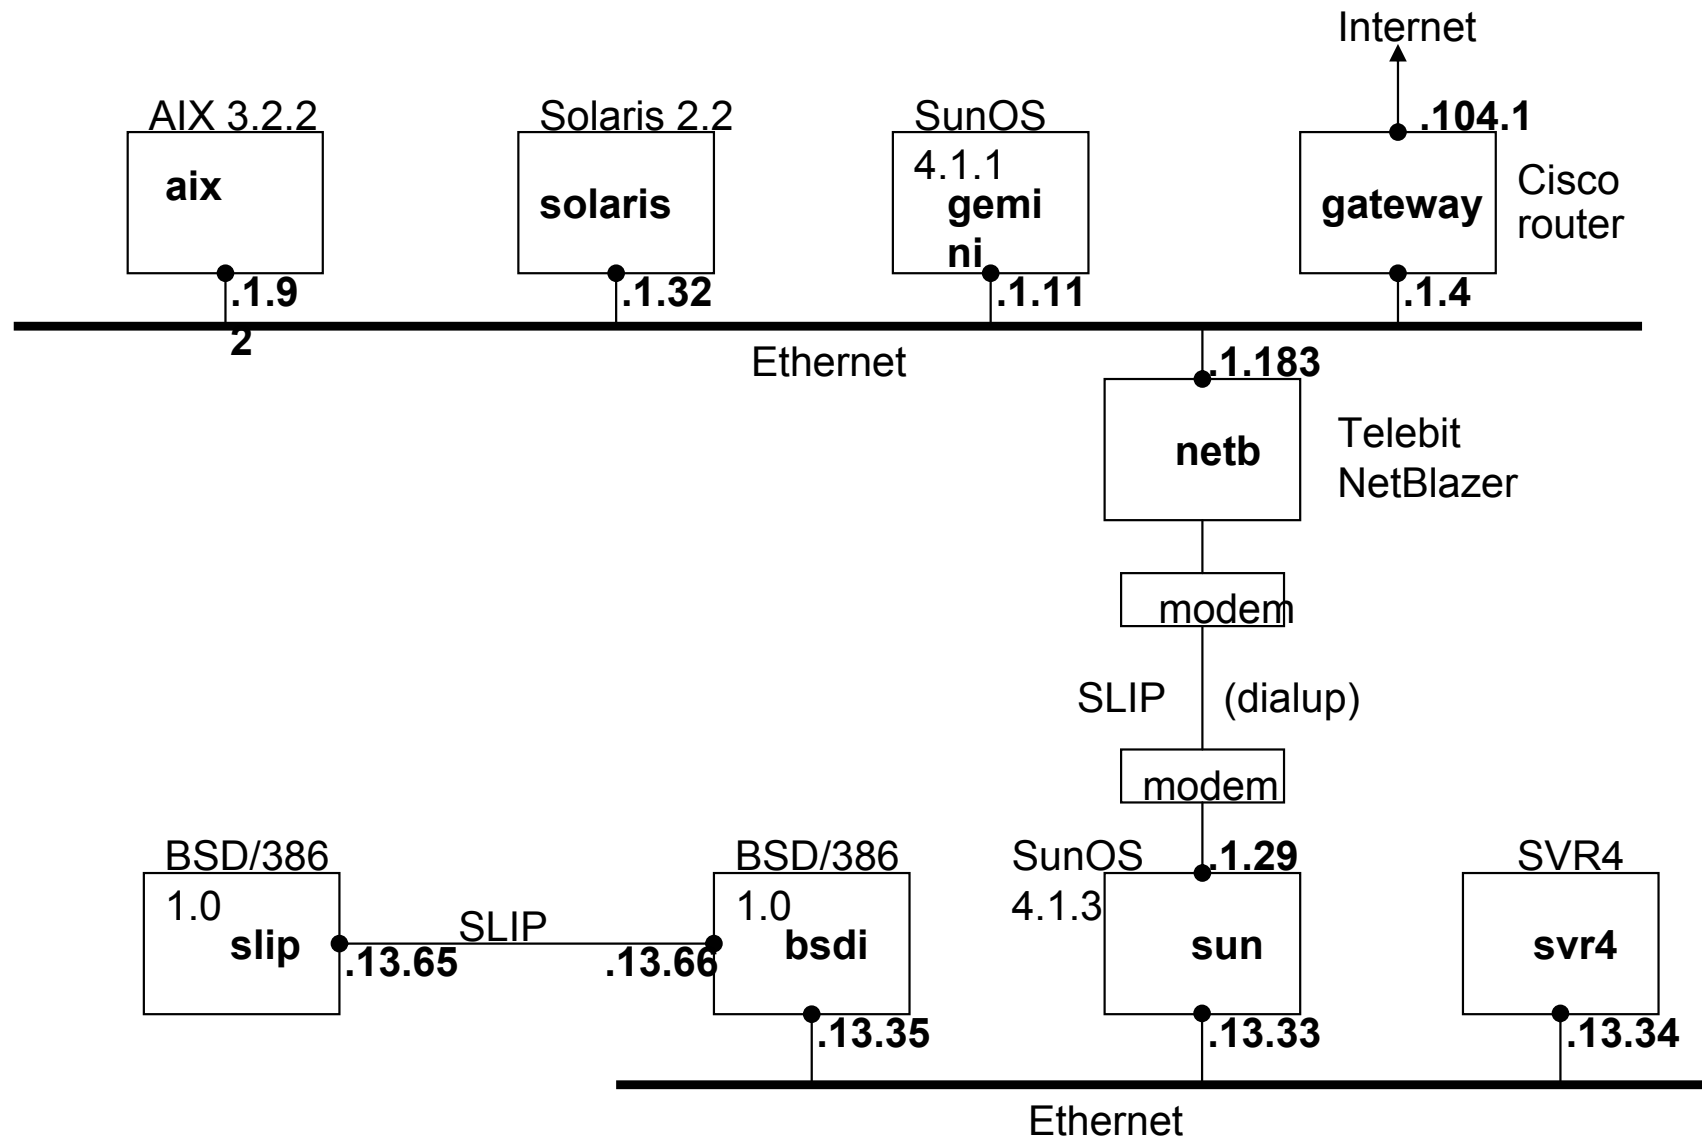 Internet
AIX 3.2.2
Solaris 2.2
SunOS
4.1.1
.104.1
aix
solaris
gemi
ni
gateway
Cisco
router
.1.9
2
.1.32
.1.11
.1.4
Ethernet
.1.183
netb
Telebit
NetBlazer
modem
SLIP (dialup)
modem
BSD/386
1.0
slip
SLIP
.13.65
.13.66
BSD/386
1.0
bsdi
SunOS
4.1.3
.1.29
sun
SVR4
svr4
.13.35
.13.33
.13.34
Ethernet